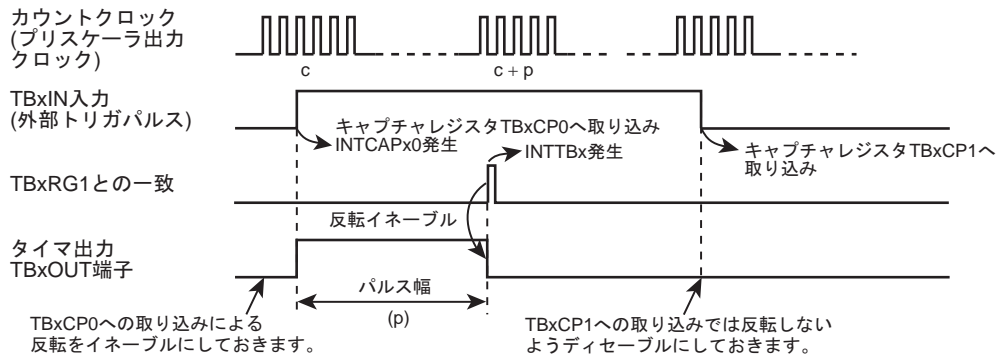 カウントクロック
(プリスケーラ出力
クロック)
c
c + p
TBxIN入力
(外部トリガパルス)
キャプチャレジスタTBxCP0へ取り込み
INTCAPx0発生
INTTBx発生
キャプチャレジスタTBxCP1へ
取り込み
TBxRG1との一致
反転イネーブル
タイマ出力
TBxOUT端子
パルス幅
(p)
TBxCP0への取り込みによる
反転をイネーブルにしておきます。
TBxCP1への取り込みでは反転しない
ようディセーブルにしておきます。